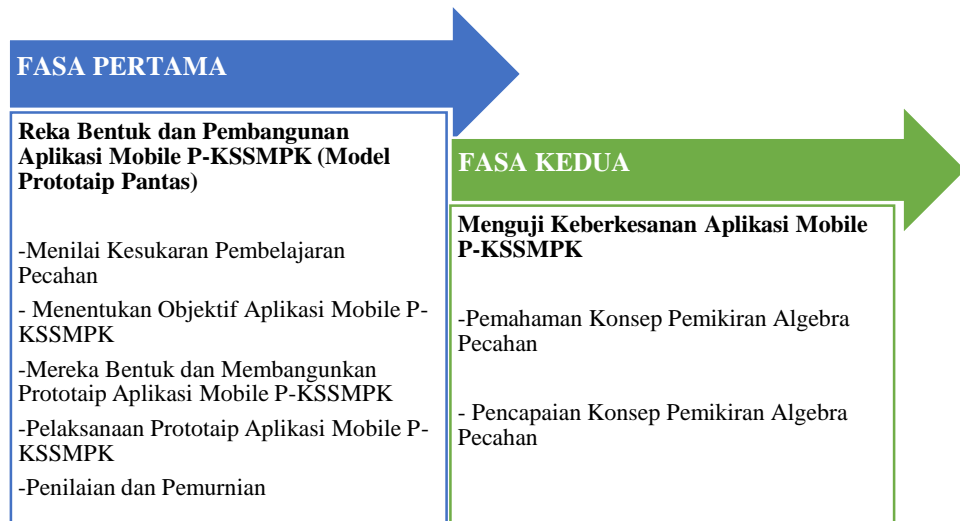 FASA PERTAMA
Reka Bentuk dan Pembangunan
Aplikasi Mobile P-KSSMPK (Model
Prototaip Pantas)
-Menilai Kesukaran Pembelajaran
Pecahan
- Menentukan Objektif Aplikasi Mobile P-
KSSMPK
-Mereka Bentuk dan Membangunkan
Prototaip Aplikasi Mobile P-KSSMPK
-Pelaksanaan Prototaip Aplikasi Mobile P-
KSSMPK
-Penilaian dan Pemurnian
FASA KEDUA
Menguji Keberkesanan Aplikasi Mobile
P-KSSMPK
-Pemahaman Konsep Pemikiran Algebra
Pecahan
- Pencapaian Konsep Pemikiran Algebra
Pecahan